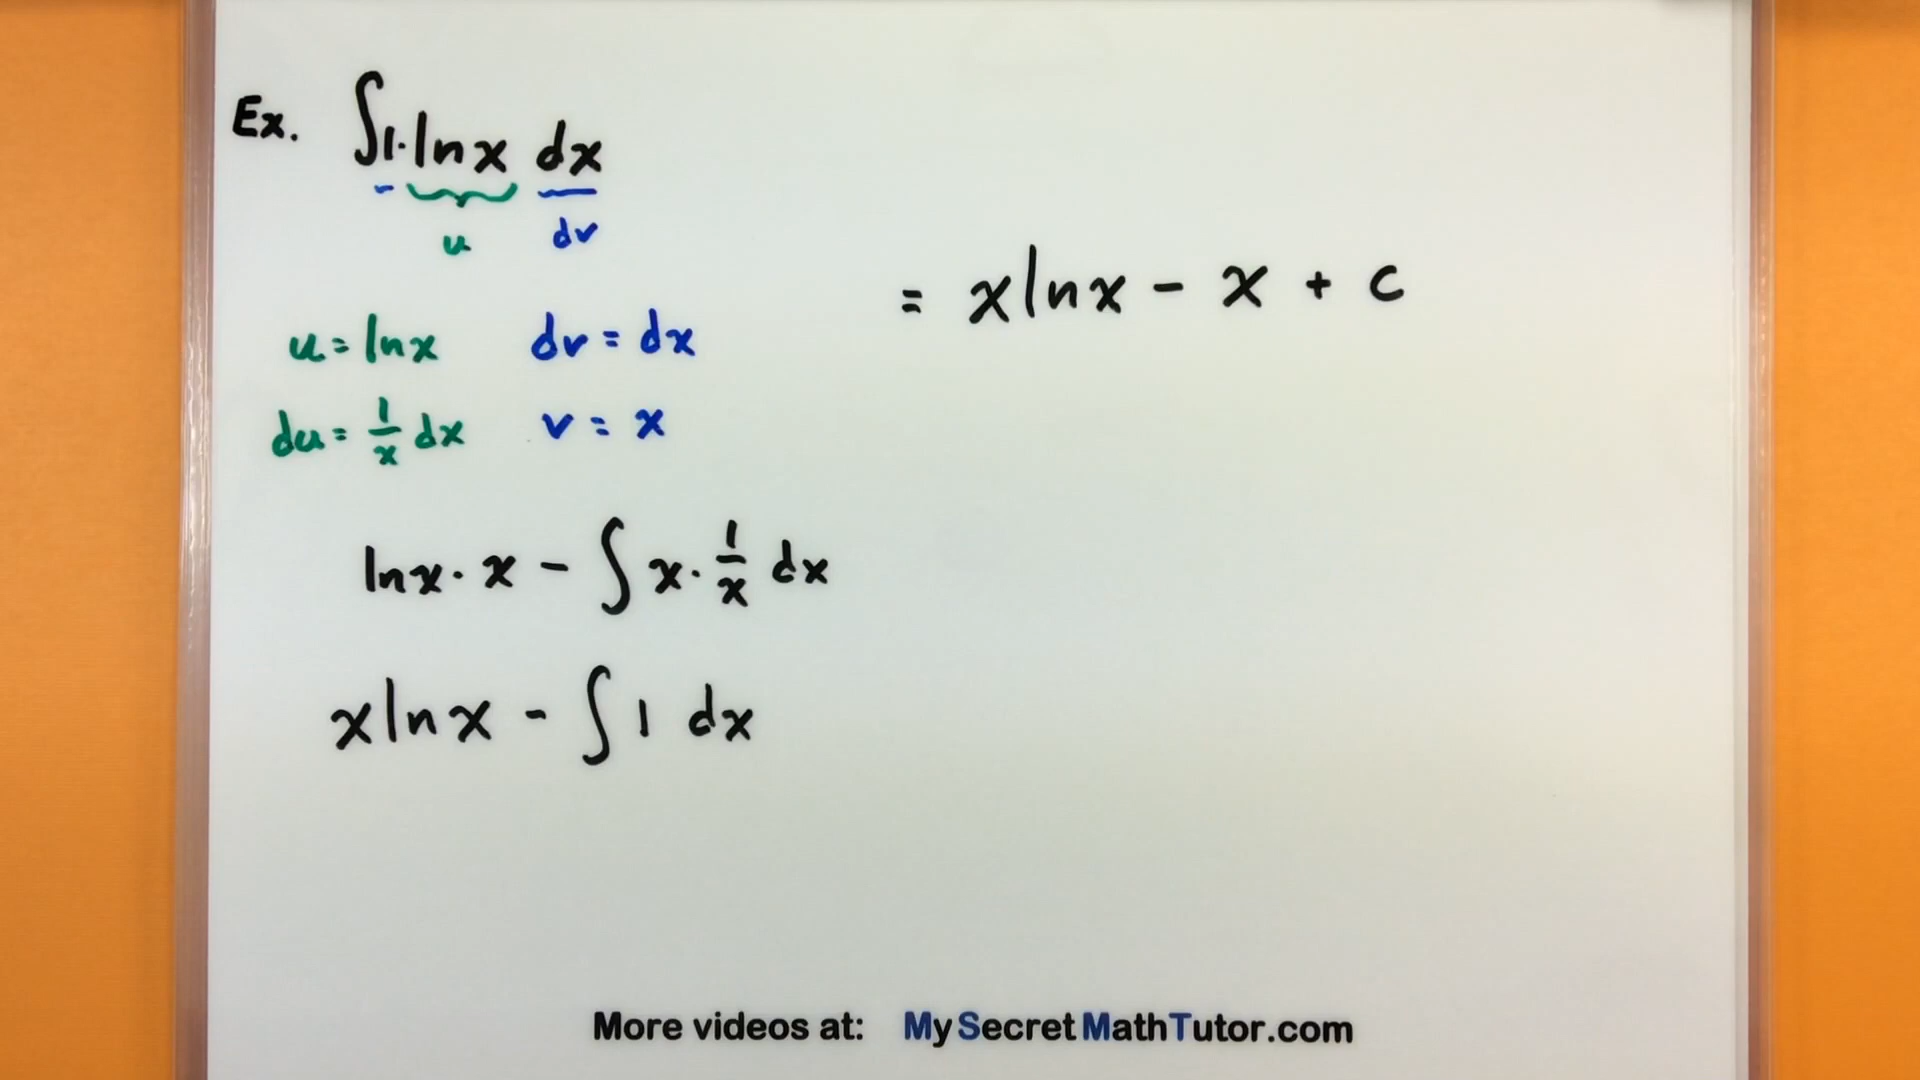 Ex. ∫1·lnx dx
u dv
u = lnx dv = dx
du = 1/x dx v = x
lnx · x - ∫ x · 1/x dx
xlnx - ∫ 1 dx
= xlnx - x + c
More videos at: MySecretMathTutor.com